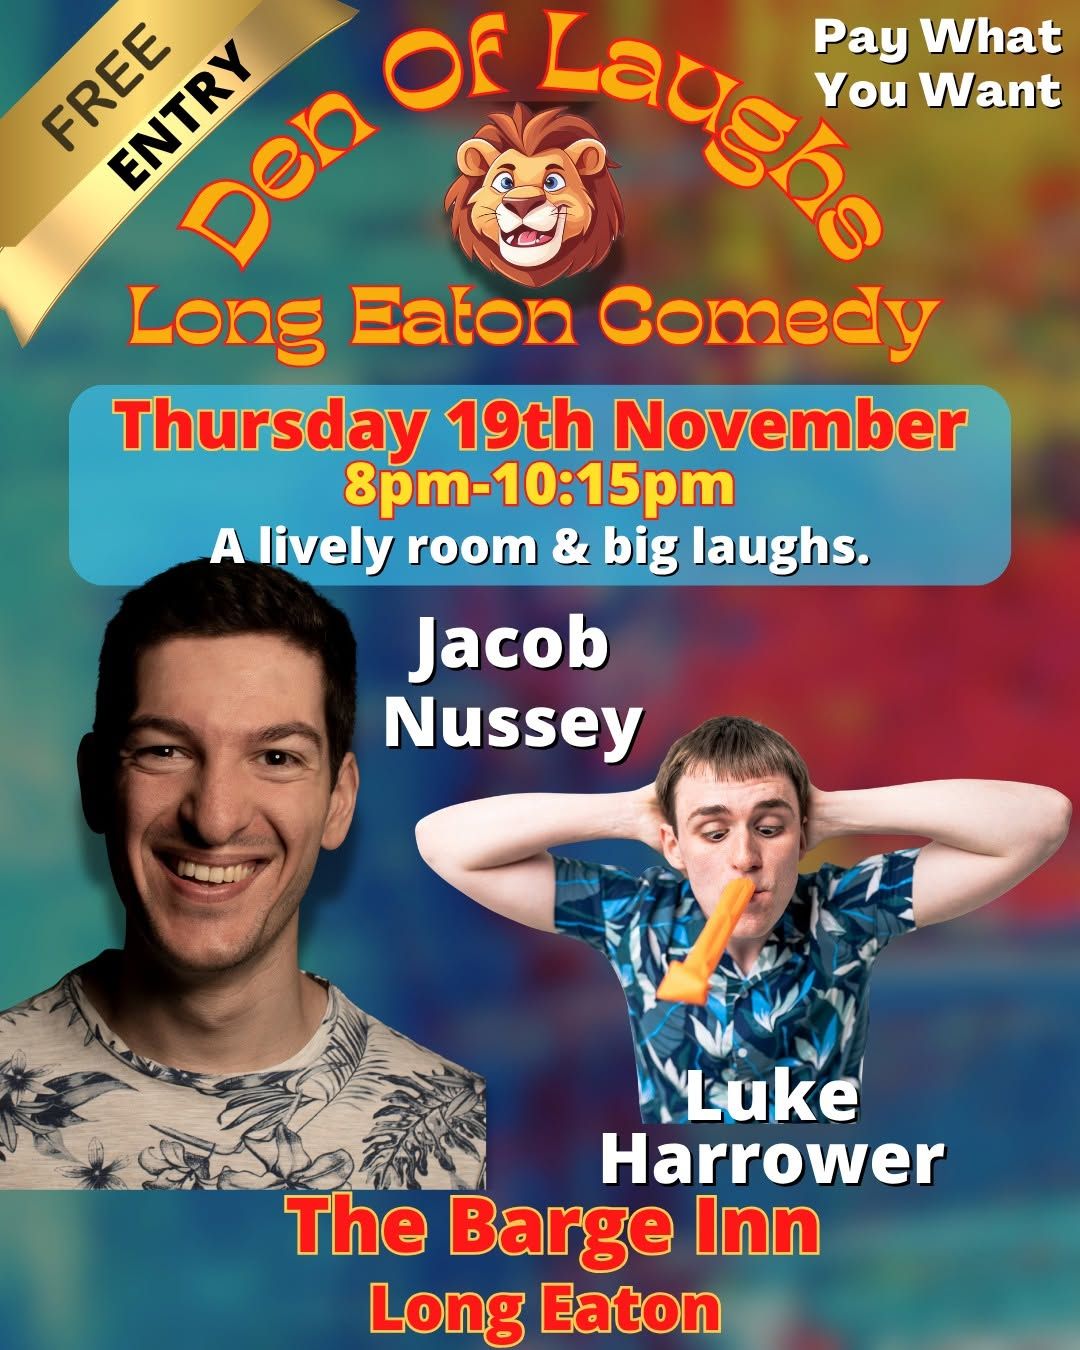 FREE
ENTRY
Pay What
You Want
Den Of Laughs
Long Eaton Comedy
Thursday 19th November
8pm-10:15pm
A lively room & big laughs.
Jacob
Nussey
Luke
Harrower
The Barge Inn
Long Eaton